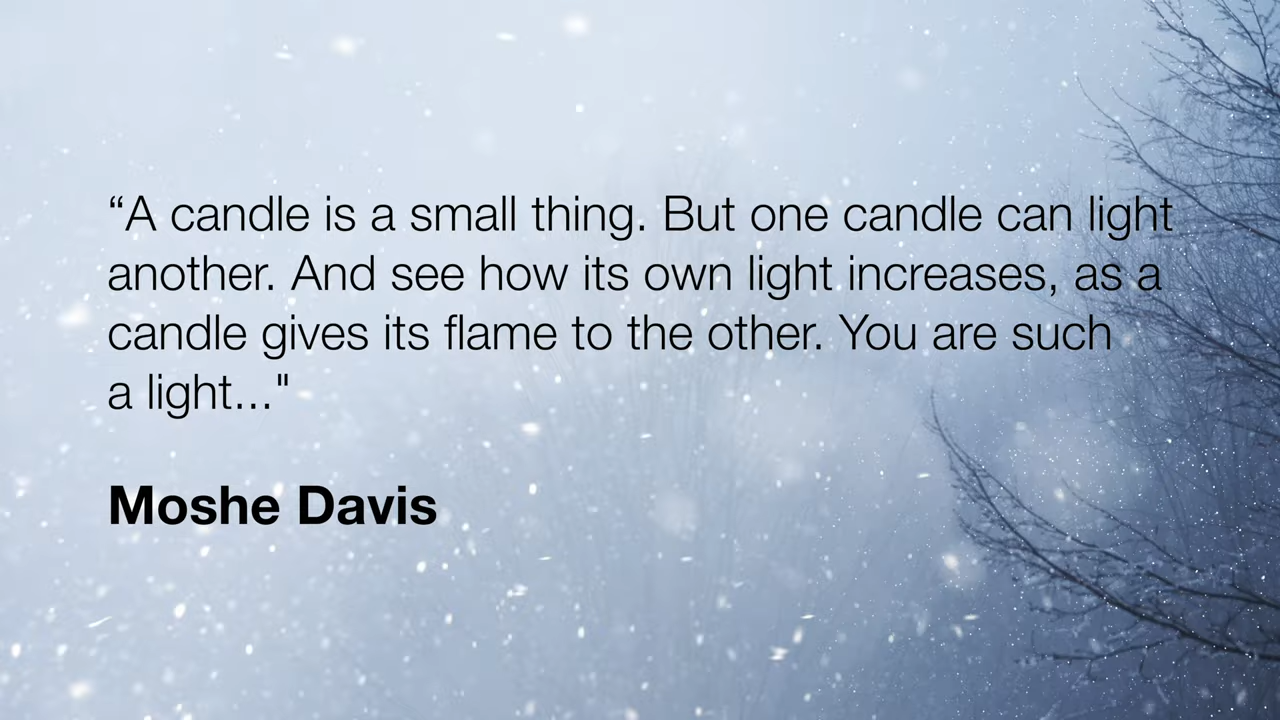 “A candle is a small thing. But one candle can light
another. And see how its own light increases, as a
candle gives its flame to the other. You are such
a light..."
Moshe Davis